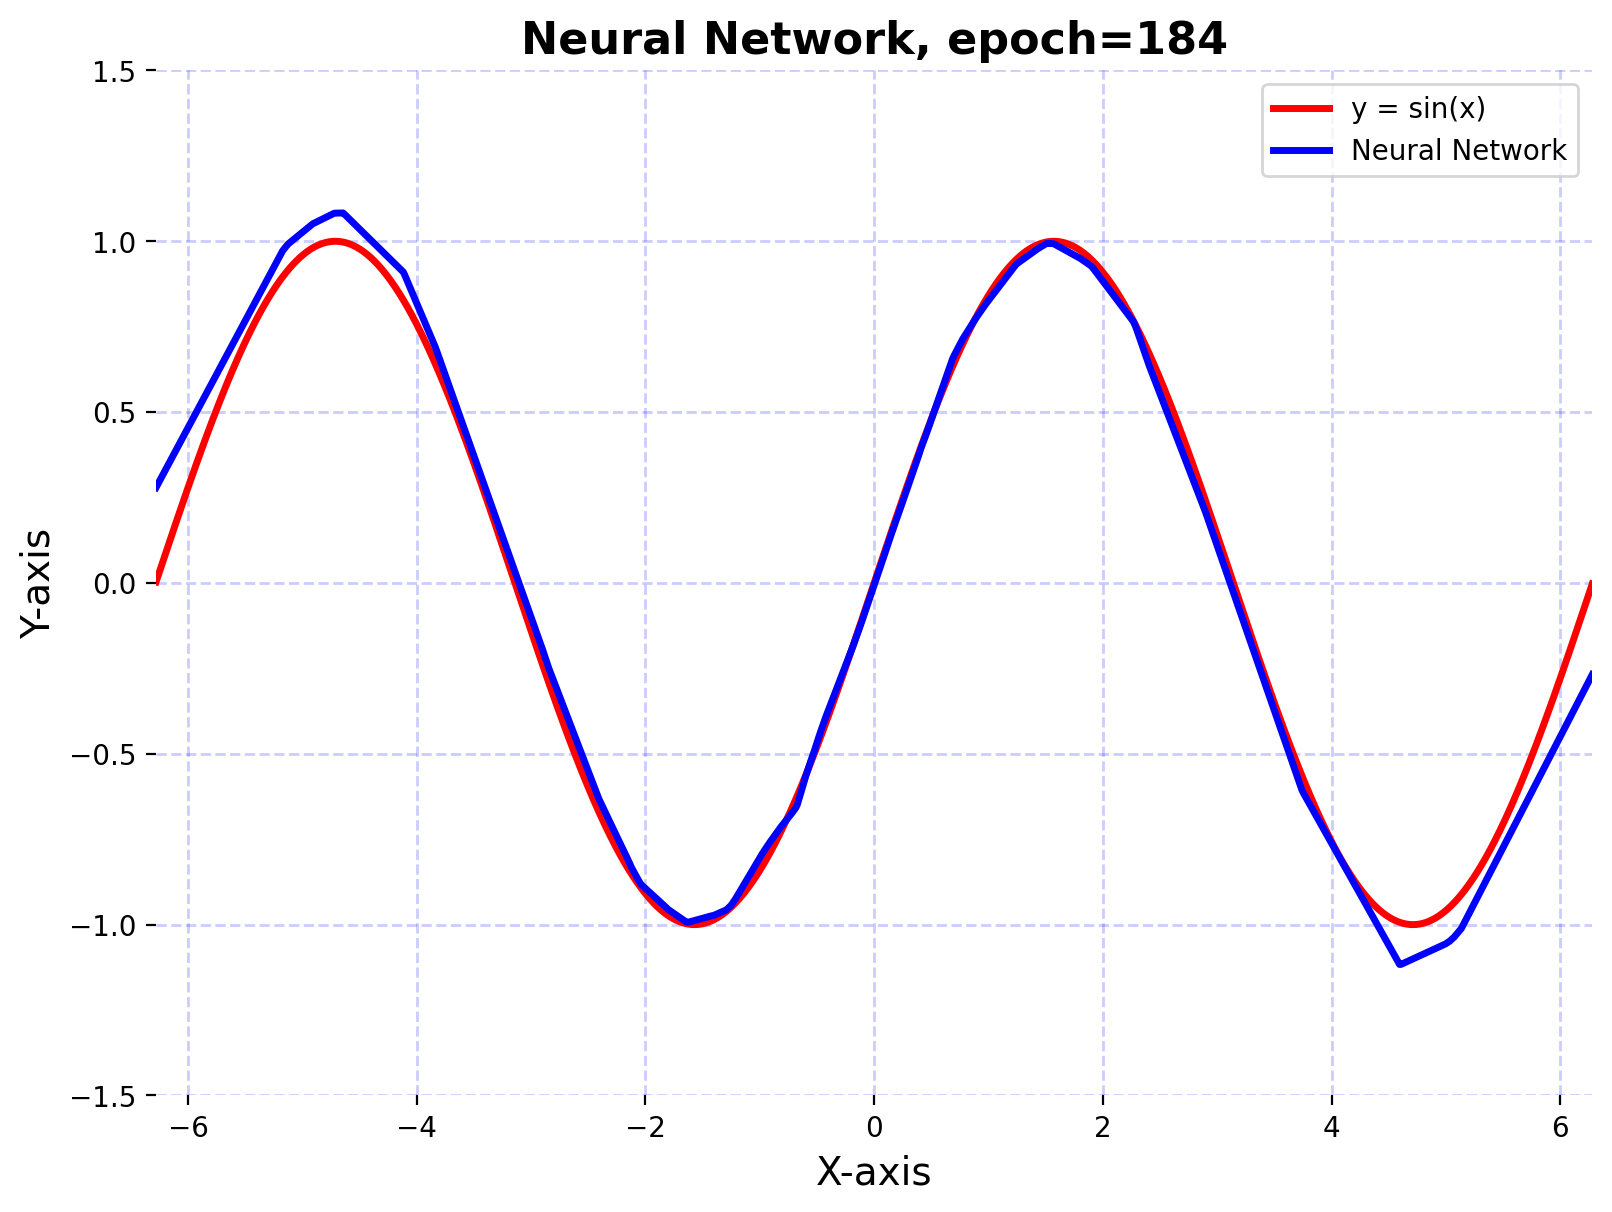 Neural Network, epoch=184
y = sin(x)
Neural Network
1.5
1.0
0.5
0.0
−0.5
−1.0
−1.5
Y-axis
−6 −4 −2 0 2 4 6
X-axis